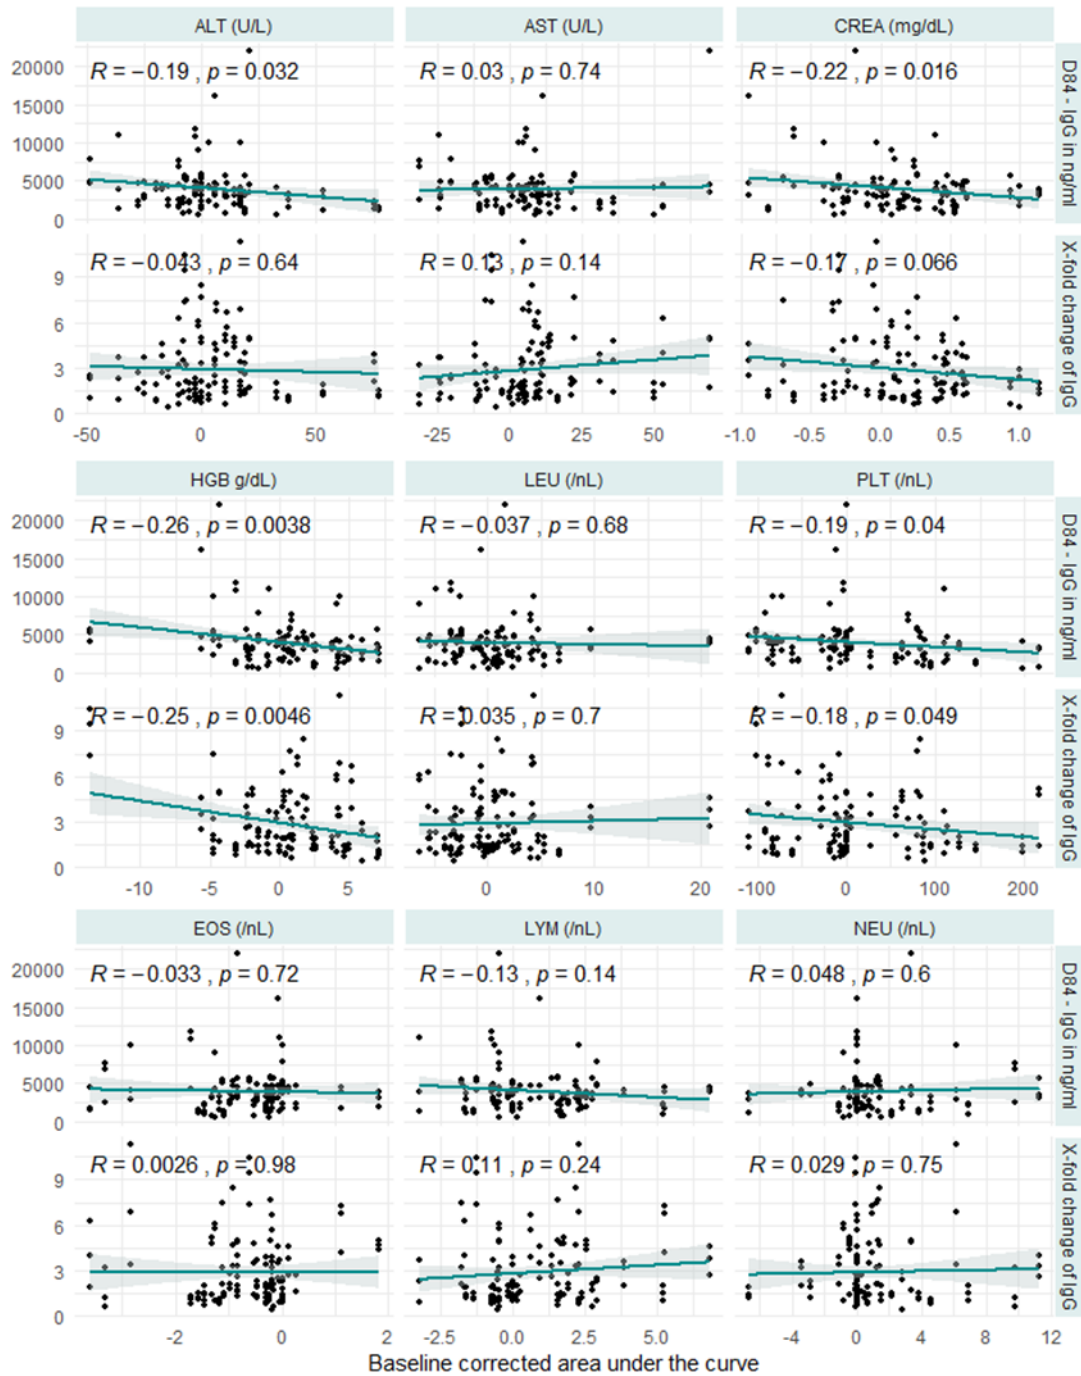 ALT (U/L) AST (U/L) CREA (mg/dL)
R = −0.19 , p = 0.032 R = 0.03 , p = 0.74 R = −0.22 , p = 0.016
20000
15000
10000
5000
0
D84 - IgG in ng/ml
R = −0.043 , p = 0.64 R = 0.13 , p = 0.14 R = −0.17 , p = 0.066
9
6
3
0
X-fold change of IgG
-50 0 50 -25 0 25 50 -1.0 -0.5 0.0 0.5 1.0
HGB g/dL) LEU (/nL) PLT (/nL)
R = −0.26 , p = 0.0038 R = −0.037 , p = 0.68 R = −0.19 , p = 0.04
20000
15000
10000
5000
0
D84 - IgG in ng/ml
R = −0.25 , p = 0.0046 R = 0.035 , p = 0.7 R = −0.18 , p = 0.049
9
6
3
0
X-fold change of IgG
-10 -5 0 5 0 10 20 -100 0 100 200
EOS (/nL) LYM (/nL) NEU (/nL)
R = −0.033 , p = 0.72 R = −0.13 , p = 0.14 R = 0.048 , p = 0.6
20000
15000
10000
5000
0
D84 - IgG in ng/ml
R = 0.0026 , p = 0.98 R = 0.11 , p = 0.24 R = 0.029 , p = 0.75
9
6
3
0
X-fold change of IgG
-2 0 2 -2.5 0.0 2.5 5.0 -4 0 4 8 12
Baseline corrected area under the curve